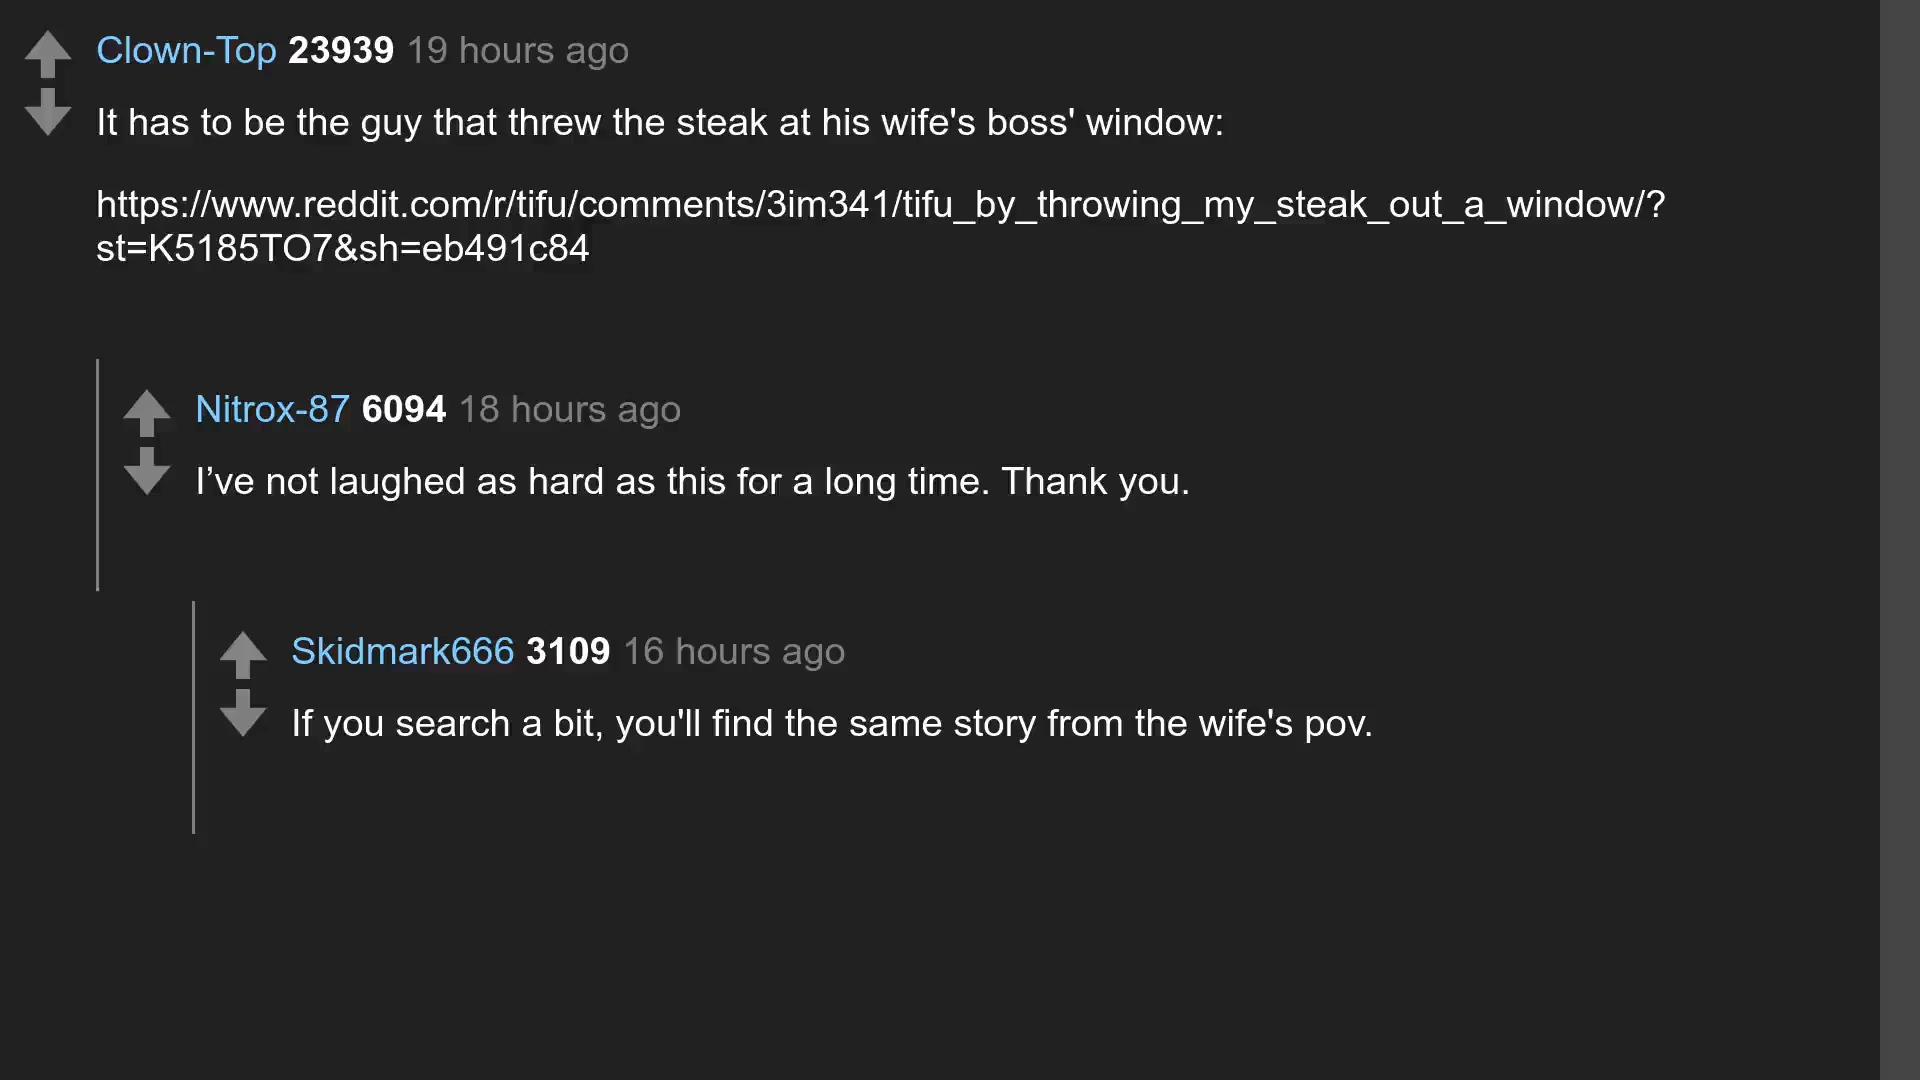 Clown-Top 23939 19 hours ago
It has to be the guy that threw the steak at his wife's boss' window:
https://www.reddit.com/r/tifu/comments/3im341/tifu_by_throwing_my_steak_out_a_window/?
st=K5185TO7&sh=eb491c84
Nitrox-87 6094 18 hours ago
I’ve not laughed as hard as this for a long time. Thank you.
Skidmark666 3109 16 hours ago
If you search a bit, you'll find the same story from the wife's pov.